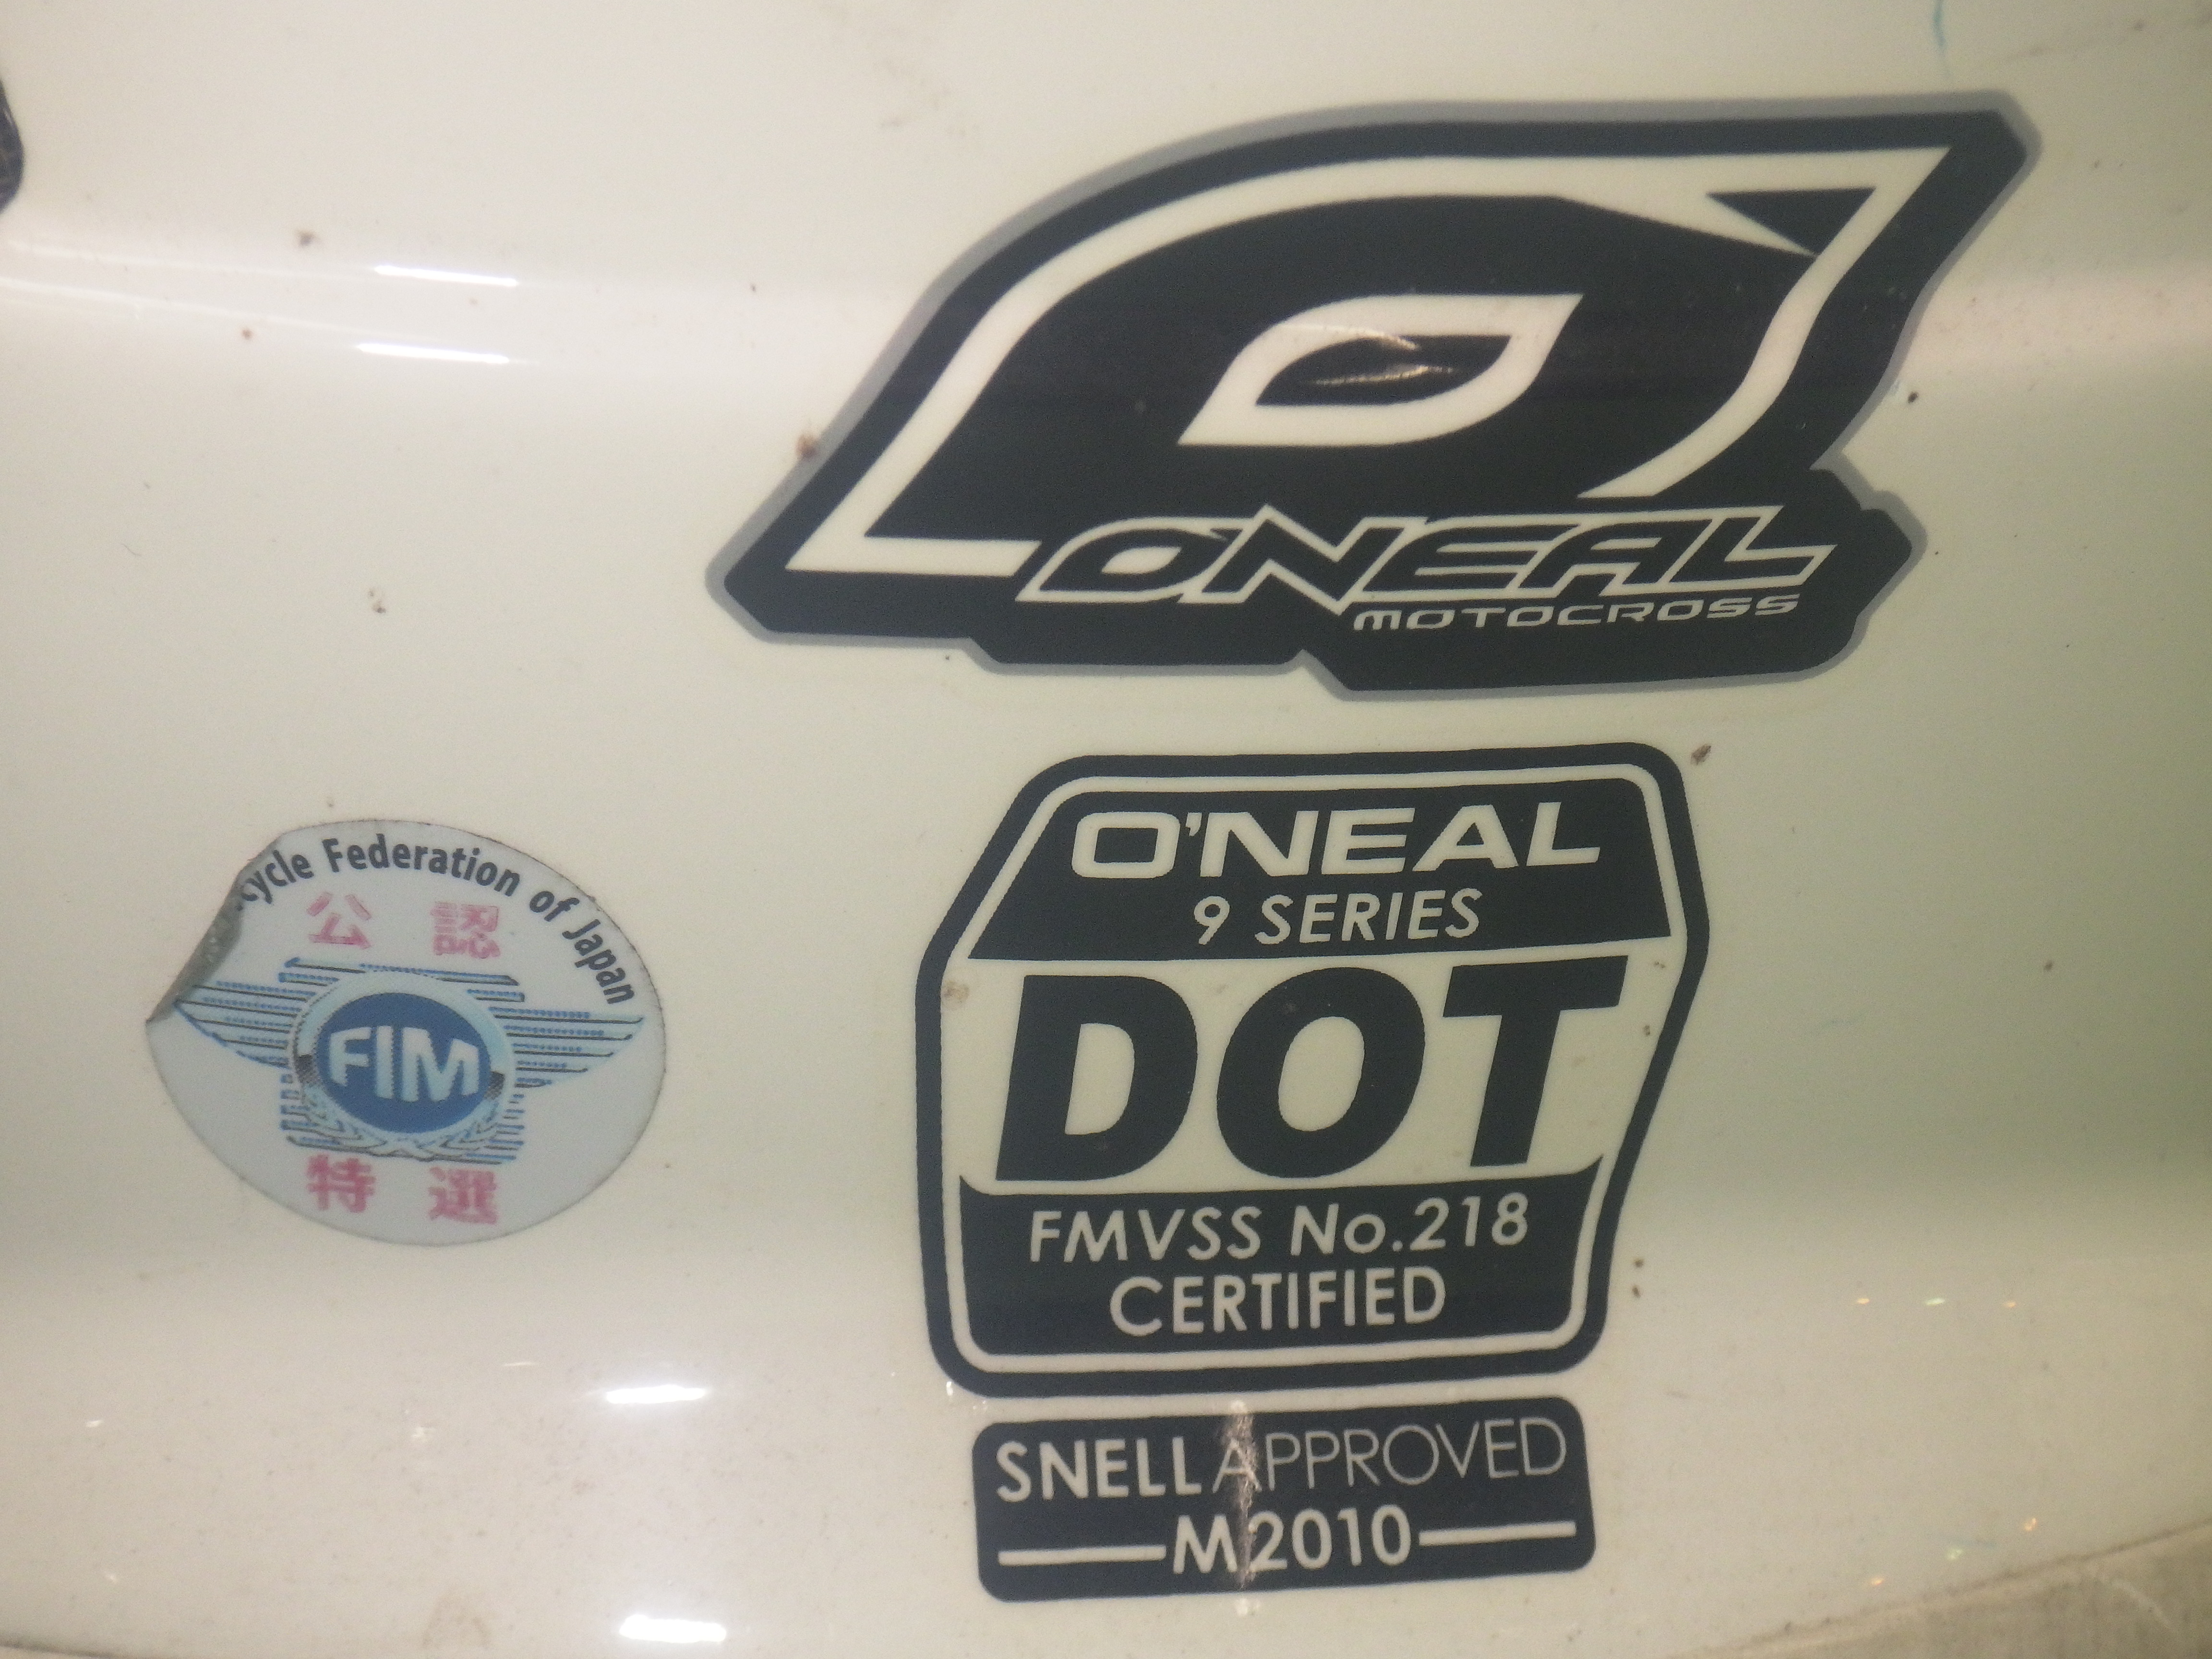 O'NEAL
MOTOCROSS
O'NEAL
9 SERIES
DOT
FMVSS No.218
CERTIFIED
SNELL APPROVED
M2010
cycle Federation of Japan
公認
FIM
特選